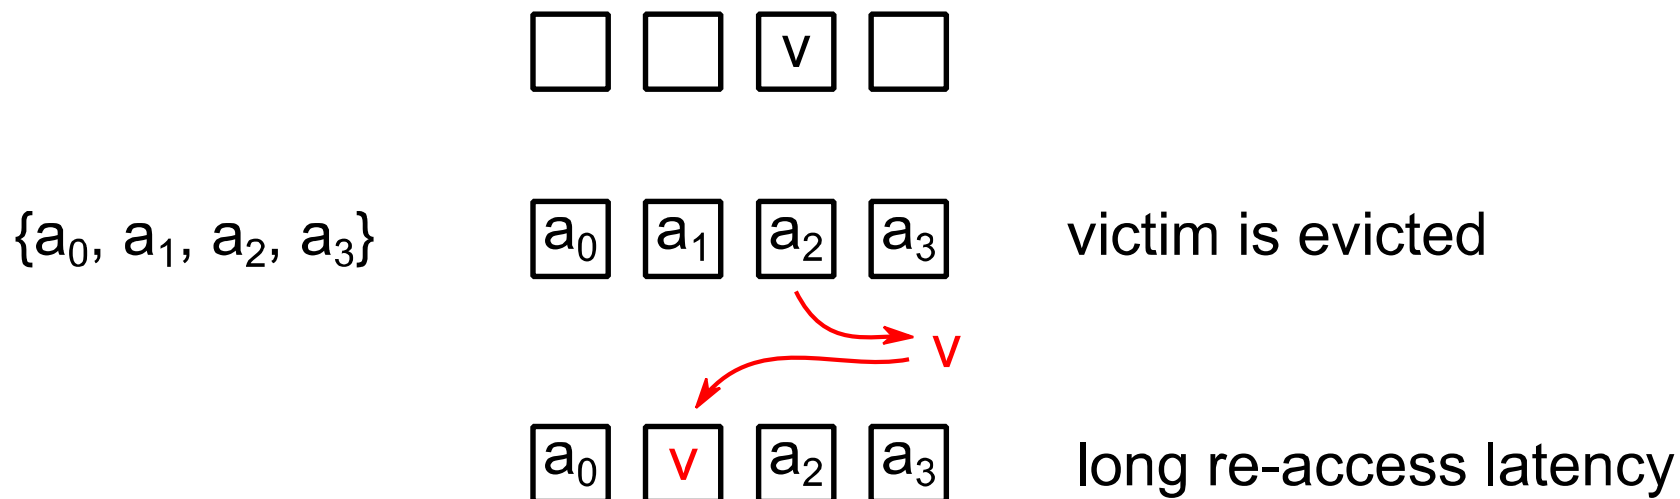 v
{a₀, a₁, a₂, a₃} a₀ a₁ a₂ a₃ victim is evicted
v
a₀ v a₂ a₃ long re-access latency